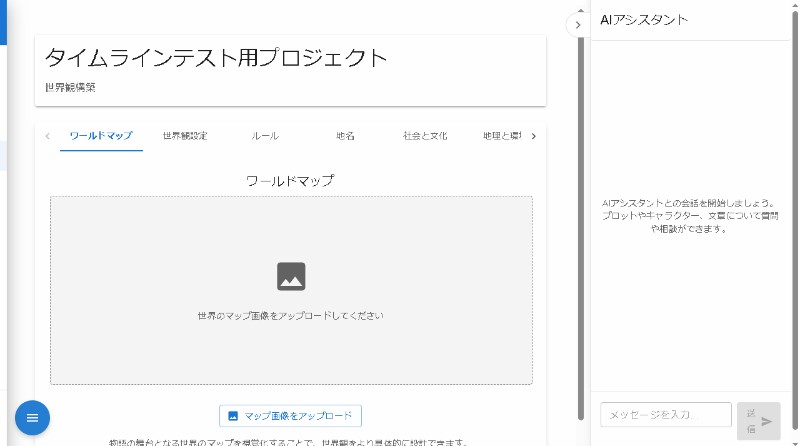 タイムラインテスト用プロジェクト
世界観構築
ワールドマップ
世界観設定
ルール
地名
社会と文化
地理と環
ワールドマップ
世界のマップ画像をアップロードしてください
マップ画像をアップロード
物語の舞台となる世界のマップを視覚化することで、世界観をより具体的に設計できます。
AIアシスタント
AIアシスタントとの会話を開始しましょう。
プロットやキャラクター、文章について質問
や相談ができます。
メッセージを入力
送
信